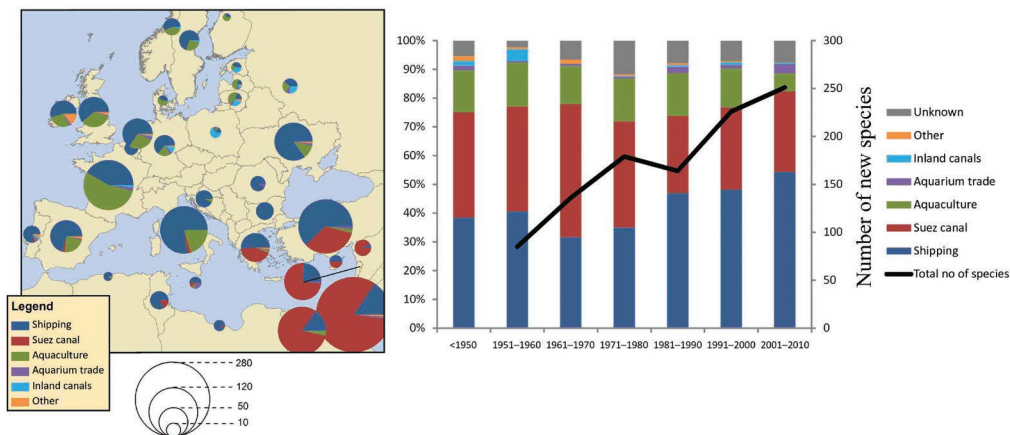 Legend
Shipping
Suez canal
Aquaculture
Aquarium trade
Inland canals
Other
280
120
50
10
100%
90%
80%
70%
60%
50%
40%
30%
20%
10%
0%
<1950
1951–1960
1961–1970
1971–1980
1981–1990
1991–2000
2001–2010
300
250
200
150
100
50
0
Number of new species
Unknown
Other
Inland canals
Aquarium trade
Aquaculture
Suez canal
Shipping
Total no of species